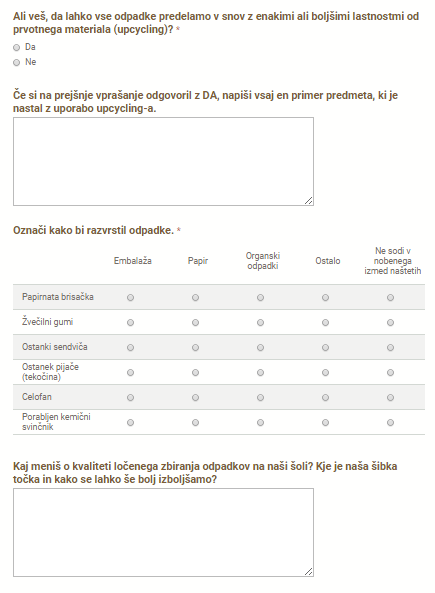 Ali veš, da lahko vse odpadke predelamo v snov z enakimi ali boljšimi lastnostmi od
prvotnega materiala (upcycling)? *
Da
Ne
Če si na prejšnje vprašanje odgovoril z DA, napiši vsaj en primer predmeta, ki je
nastal z uporabo upcycling-a.
Označi kako bi razvrstil odpadke. *
Embalaža Papir Organski odpadki Ostalo Ne sodi v nobenega izmed naštetih
Papirnata brisačka
Žvečilni gumi
Ostanki sendviča
Ostanek pijače
(tekočina)
Celofan
Porabljen kemični
svinčnik
Kaj meniš o kvaliteti ločenega zbiranja odpadkov na naši šoli? Kje je naša šibka
točka in kako se lahko še bolj izboljšamo?